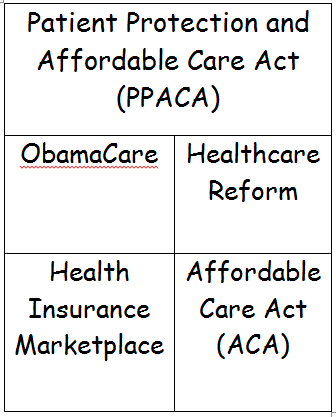 Patient Protection and
Affordable Care Act
(PPACA)
ObamaCare
Healthcare
Reform
Health
Insurance
Marketplace
Affordable
Care Act
(ACA)